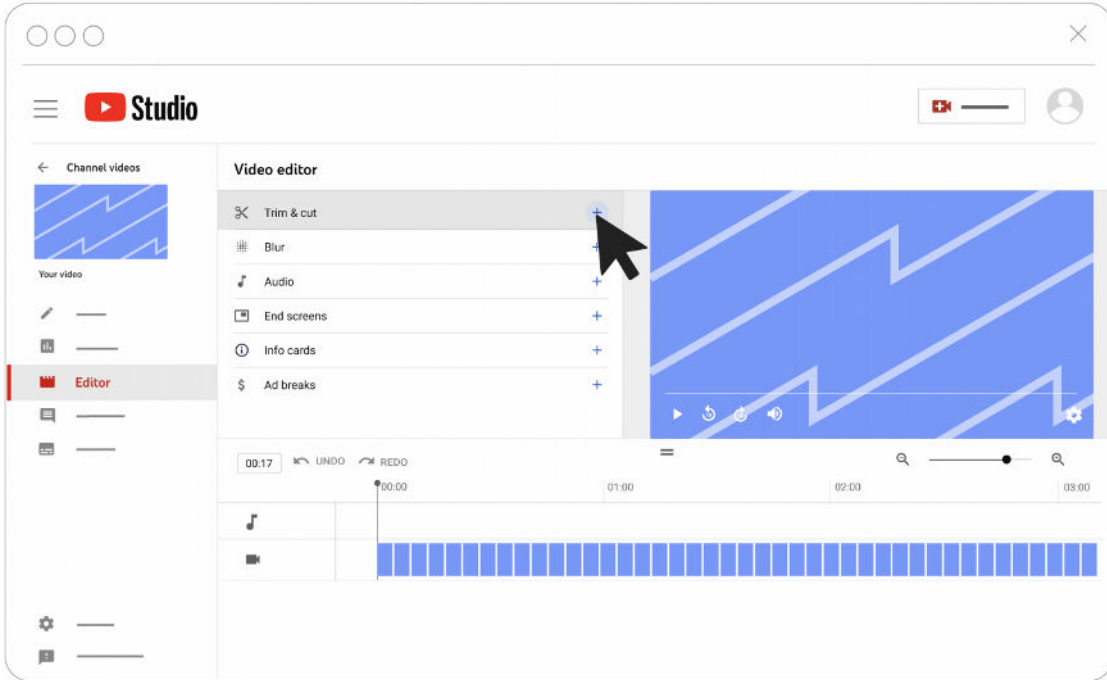 Studio
Channel videos
Your video
Editor
Video editor
Trim & cut
Blur
Audio
End screens
Info cards
$ Ad breaks
00:17 UNDO REDO
00:00 01:00 02:00 03:00